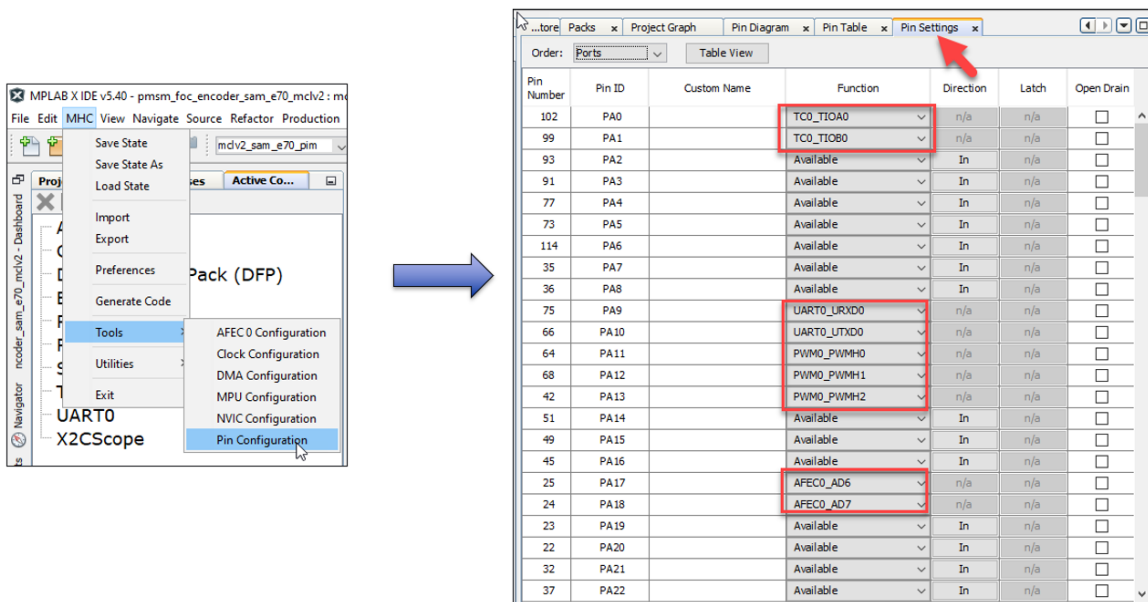 MPLAB X IDE v5.40 - pmsm_foc_encoder_sam_e70_mclv2 : mc
File Edit MHC View Navigate Source Refactor Production
mclv2_sam_e70_pim
Save State
Save State As
Load State
Import
Export
Preferences
Generate Code
Tools
Utilities
Exit
Active Co...
Pack (DFP)
UART0
X2CScope
AFEC 0 Configuration
Clock Configuration
DMA Configuration
MPU Configuration
NVIC Configuration
Pin Configuration
Dashboard
ncoder_sam_e70_mclv2 -
Navigator
...tore Packs x Project Graph Pin Diagram x Pin Table x Pin Settings x
Order: Ports Table View
Pin Number Pin ID Custom Name Function Direction Latch Open Drain
102 PA0 TC0_TIOA0 n/a n/a
99 PA1 TC0_TIOB0 n/a n/a
93 PA2 Available In n/a
91 PA3 Available In n/a
77 PA4 Available In n/a
73 PA5 Available In n/a
114 PA6 Available In n/a
35 PA7 Available In n/a
36 PA8 Available In n/a
75 PA9 UART0_URXD0 n/a n/a
66 PA10 UART0_UTXD0 n/a n/a
64 PA11 PWM0_PWMH0 n/a n/a
68 PA12 PWM0_PWMH1 n/a n/a
42 PA13 PWM0_PWMH2 n/a n/a
51 PA14 Available In n/a
49 PA15 Available In n/a
45 PA16 Available In n/a
25 PA17 AFEC0_AD6 n/a n/a
24 PA18 AFEC0_AD7 n/a n/a
23 PA19 Available In n/a
22 PA20 Available In n/a
32 PA21 Available In n/a
37 PA22 Available In n/a